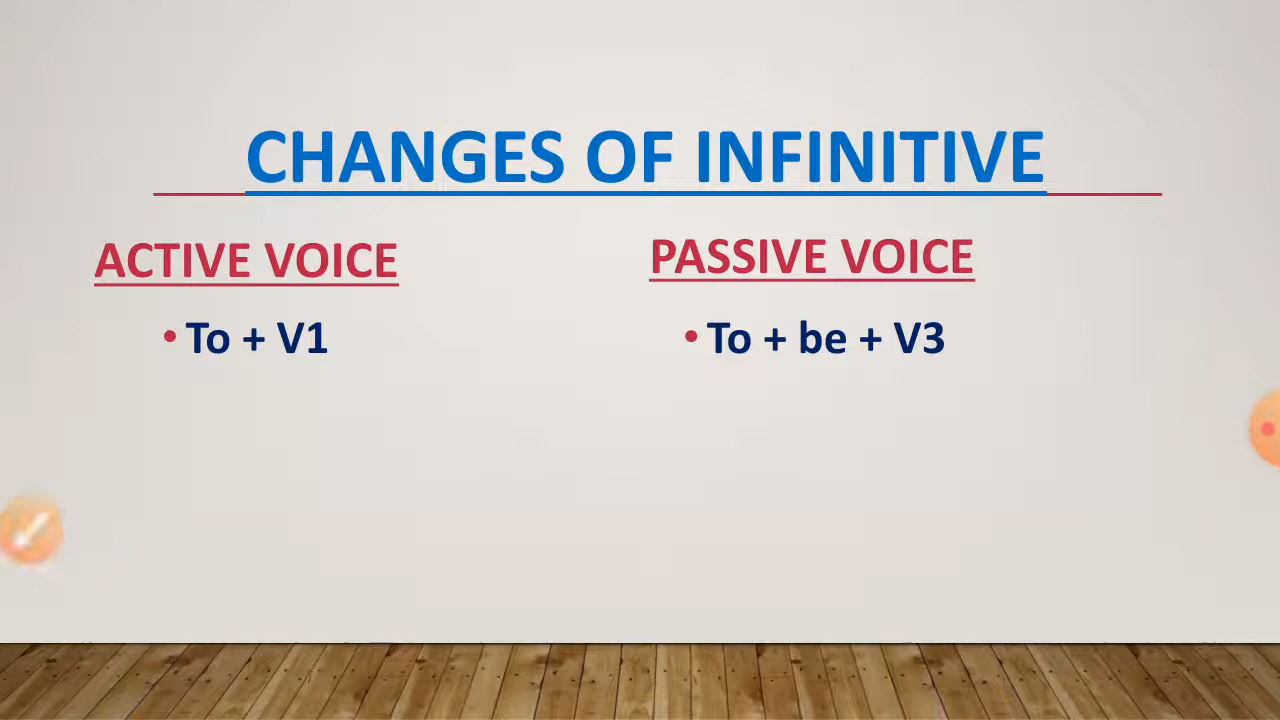 CHANGES OF INFINITIVE
ACTIVE VOICE
PASSIVE VOICE
• To + V1
• To + be + V3